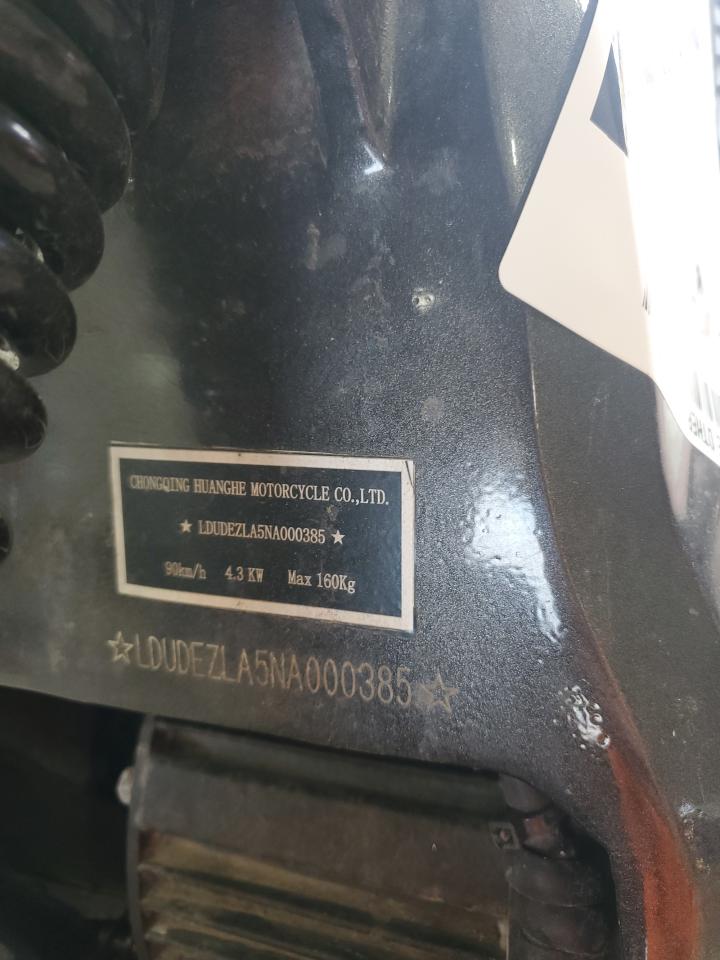 CHONGQING HUANGHE MOTORCYCLE CO.,LTD.
★ LDUDEZLA5NA000385 ★
90km/h 4.3 KW Max 160Kg
☆LDUDEZLA5NA000385☆